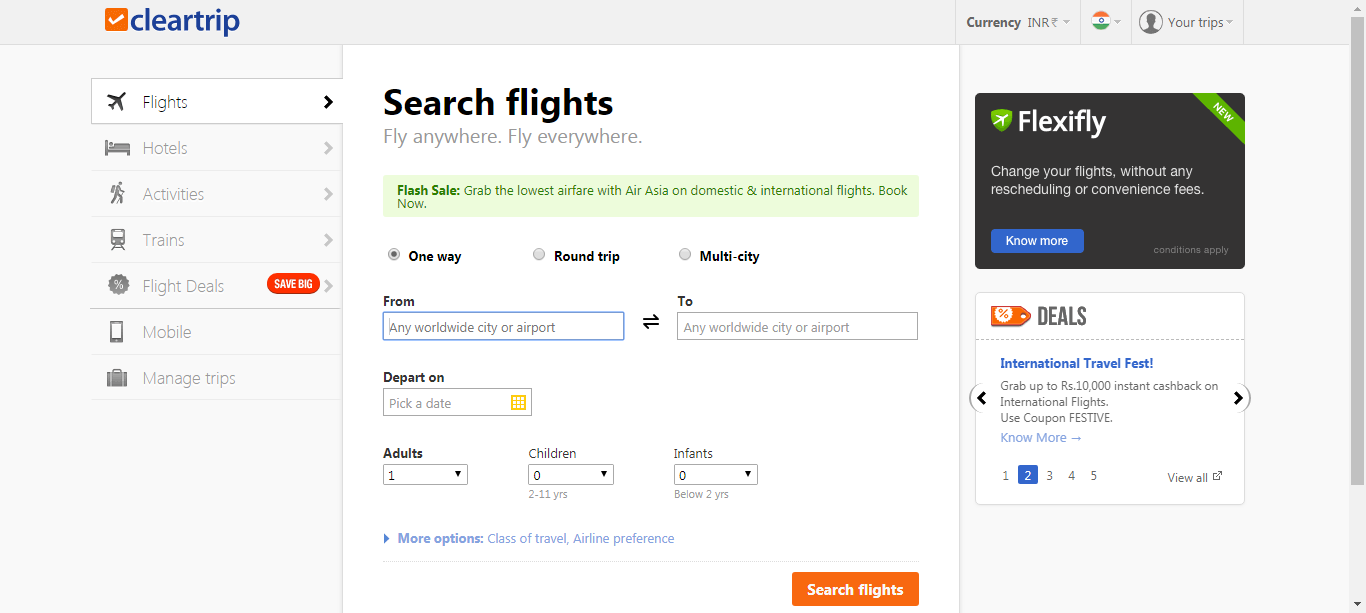 cleartrip
Currency INR ₹
Your trips
Flights
Hotels
Activities
Trains
Flight Deals
SAVE BIG
Mobile
Manage trips
Search flights
Fly anywhere. Fly everywhere.
Flash Sale: Grab the lowest airfare with Air Asia on domestic & international flights. Book
Now.
One way
Round trip
Multi-city
From
To
Any worldwide city or airport
Any worldwide city or airport
Depart on
Pick a date
Adults
Children
Infants
1
0
0
2-11 yrs
Below 2 yrs
More options: Class of travel, Airline preference
Search flights
Flexifly
NEW
Change your flights, without any
rescheduling or convenience fees.
Know more
conditions apply
% DEALS
International Travel Fest!
Grab up to Rs.10,000 instant cashback on
International Flights.
Use Coupon FESTIVE.
Know More →
1 2 3 4 5
View all